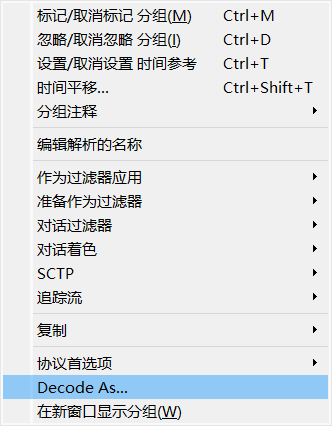 标记/取消标记 分组(M) Ctrl+M
忽略/取消忽略 分组(I) Ctrl+D
设置/取消设置 时间参考 Ctrl+T
时间平移... Ctrl+Shift+T
分组注释
编辑解析的名称
作为过滤器应用
准备作为过滤器
对话过滤器
对话着色
SCTP
追踪流
复制
协议首选项
Decode As...
在新窗口显示分组(W)